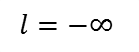 l = −∞